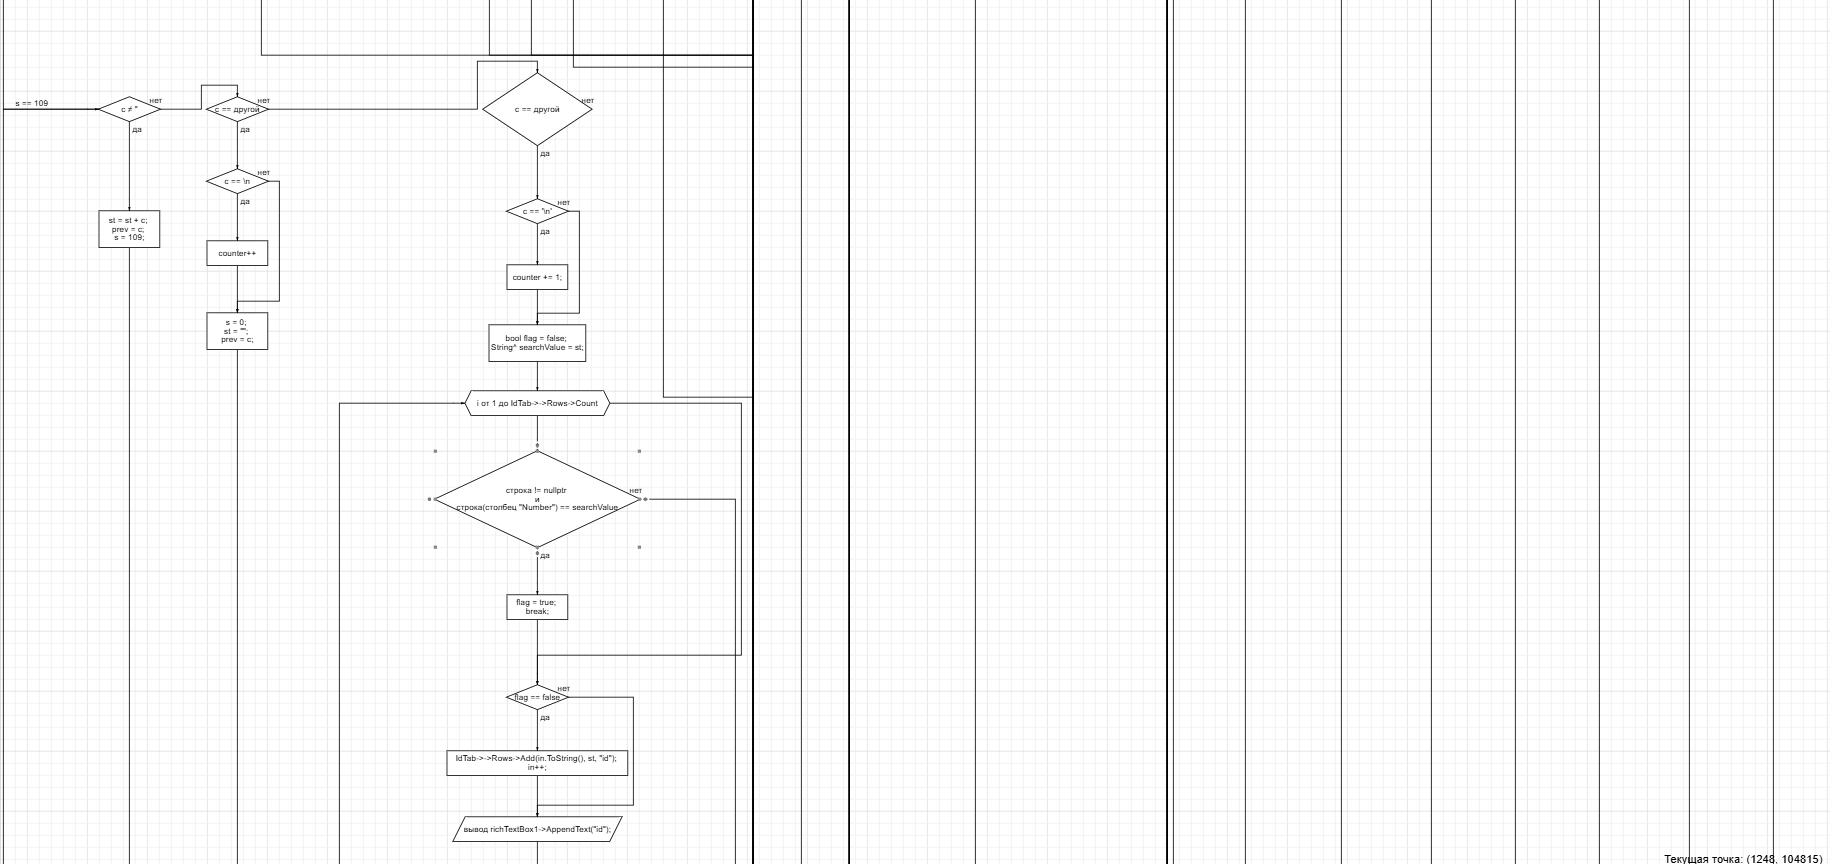 s == 109
c ≠ "
нет
да
st = st + c;
prev = c;
s = 109;
c == другой
нет
да
c == \n
нет
да
counter++
s = 0;
st = "";
prev = c;
c == другой
нет
да
c == '\n'
нет
да
counter += 1;
bool flag = false;
String^ searchValue = st;
i от 1 до IdTab->->Rows->Count
строка != nullptr
и
строка(столбец "Number") == searchValue
нет
да
flag = true;
break;
flag == false
нет
да
IdTab->->Rows->Add(in.ToString(), st, "id");
in++;
вывод richTextBox1->AppendText("id");
Текущая точка: (1248, 104815)